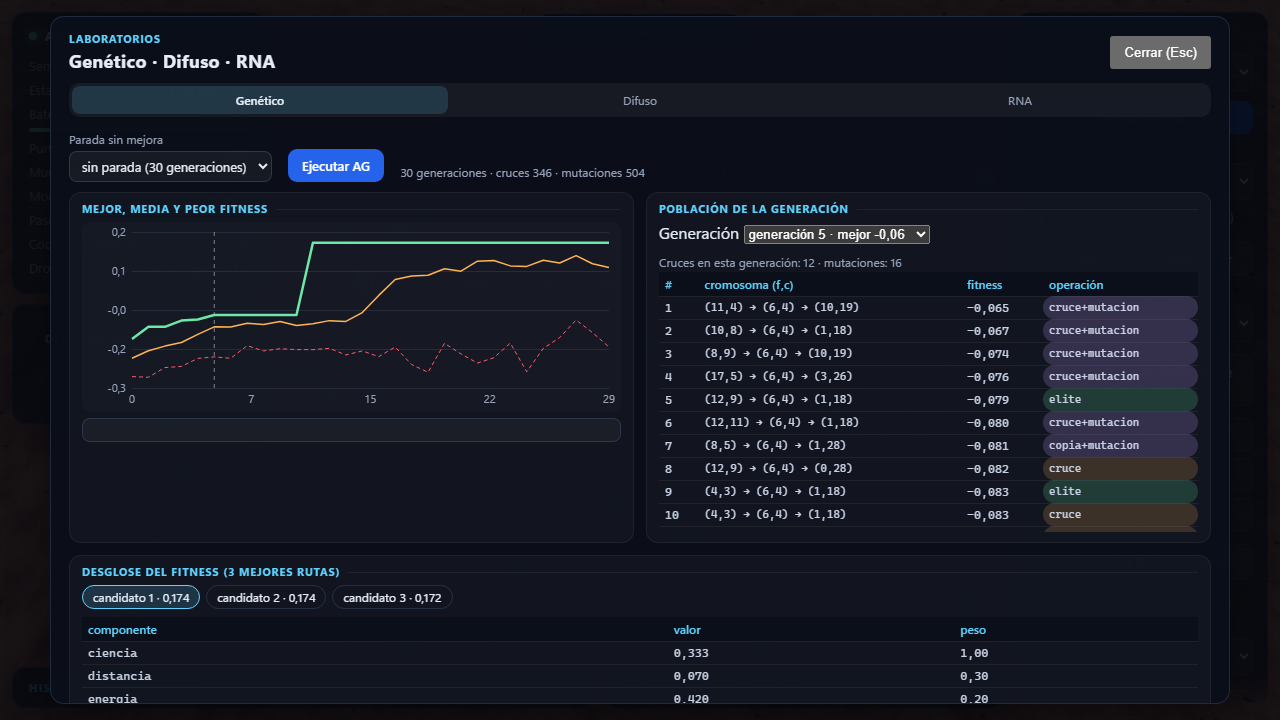 LABORATORIOS
Genético · Difuso · RNA
Cerrar (Esc)
Genético
Difuso
RNA
Parada sin mejora
sin parada (30 generaciones)
Ejecutar AG
30 generaciones · cruces 346 · mutaciones 504
MEJOR, MEDIA Y PEOR FITNESS
0,2
0,1
-0,0
-0,2
-0,3
0 7 15 22 29
POBLACIÓN DE LA GENERACIÓN
Generación generación 5 · mejor -0,06
Cruces en esta generación: 12 · mutaciones: 16
# cromosoma (f,c) fitness operación
1 (11,4) → (6,4) → (10,19) −0,065 cruce+mutacion
2 (10,8) → (6,4) → (1,18) −0,067 cruce+mutacion
3 (8,9) → (6,4) → (10,19) −0,074 cruce+mutacion
4 (17,5) → (6,4) → (3,26) −0,076 cruce+mutacion
5 (12,9) → (6,4) → (1,18) −0,079 elite
6 (12,11) → (6,4) → (1,18) −0,080 cruce+mutacion
7 (8,5) → (6,4) → (1,28) −0,081 copia+mutacion
8 (12,9) → (6,4) → (0,28) −0,082 cruce
9 (4,3) → (6,4) → (1,18) −0,083 elite
10 (4,3) → (6,4) → (1,18) −0,083 cruce
DESGLOSE DEL FITNESS (3 MEJORES RUTAS)
candidato 1 · 0,174
candidato 2 · 0,174
candidato 3 · 0,172
componente valor peso
ciencia 0,333 1,00
distancia 0,070 0,30
energia 0,420 0,20